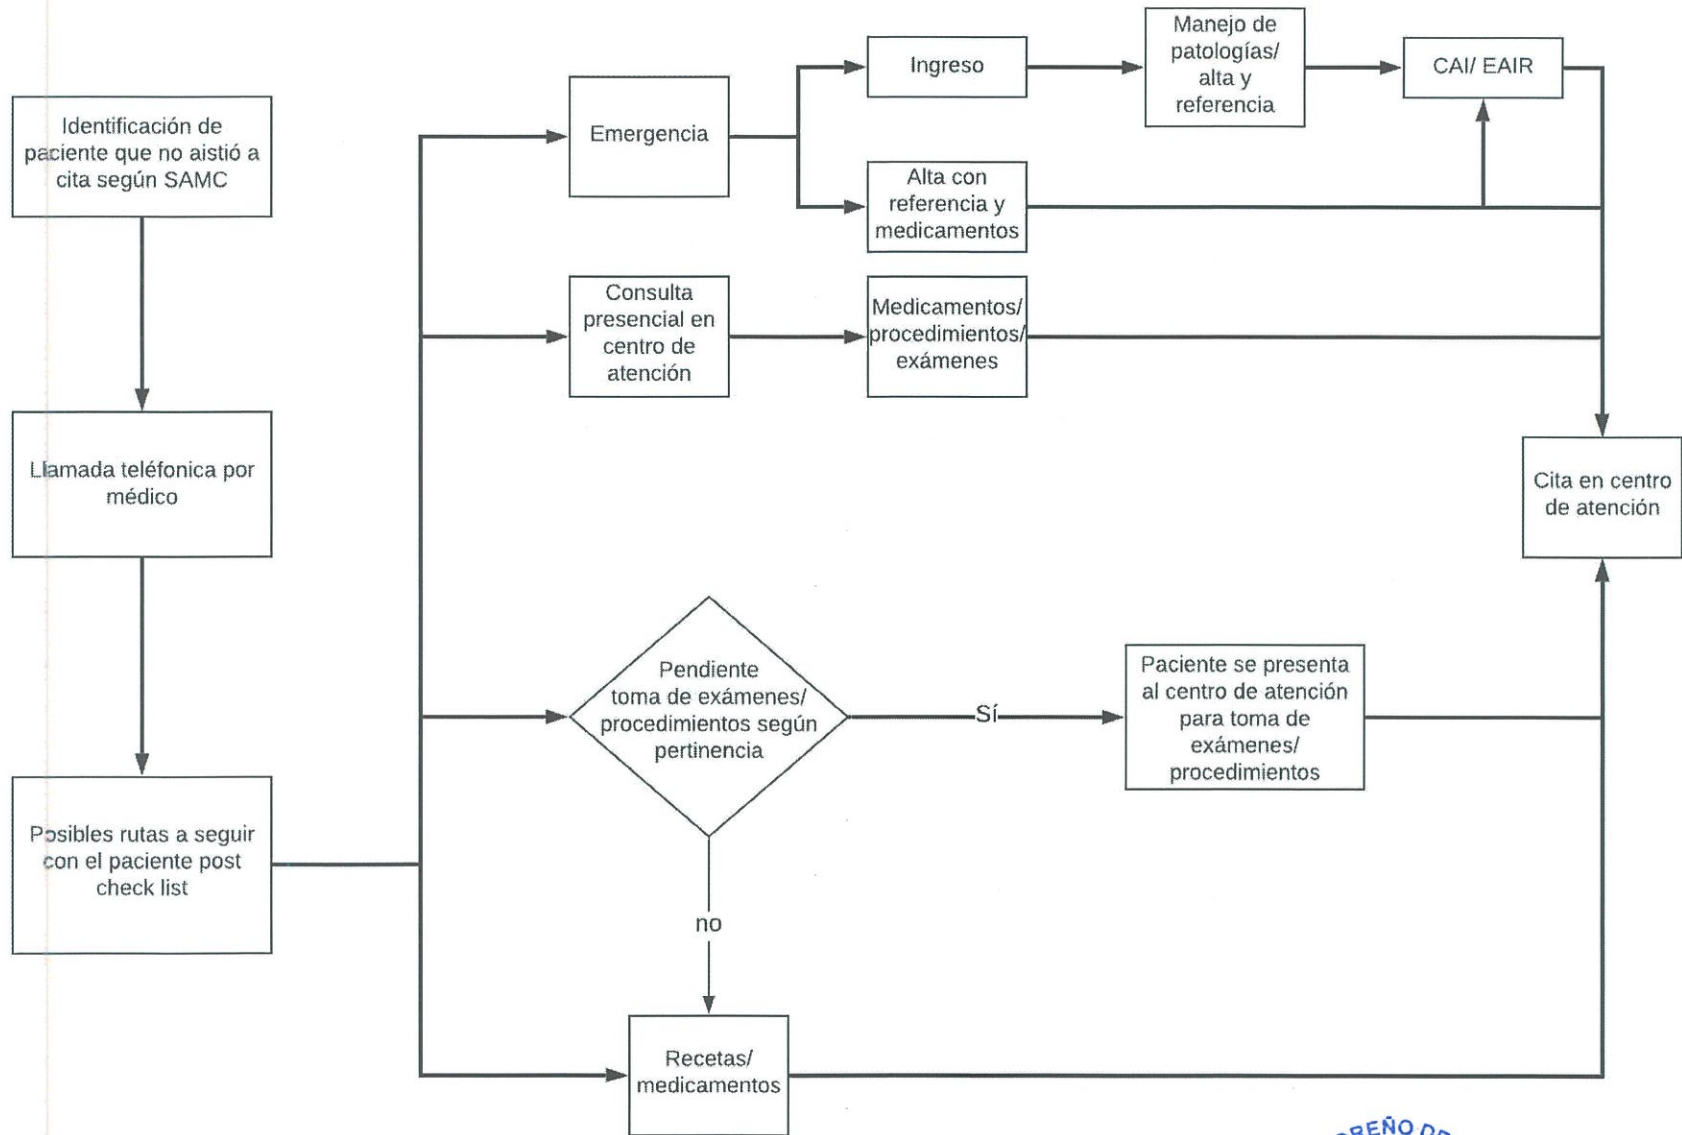 Identificación de
paciente que no aistió a
cita según SAMC
Llamada teléfonica por
médico
Posibles rutas a seguir
con el paciente post
check list
Emergencia
Ingreso
Manejo de
patologías/
alta y
referencia
CAI/ EAIR
Alta con
referencia y
medicamentos
Consulta
presencial en
centro de
atención
Medicamentos/
procedimientos/
exámenes
Cita en centro
de atención
Pendiente
toma de exámenes/
procedimientos según
pertinencia
Sí
Paciente se presenta
al centro de atención
para toma de
exámenes/
procedimientos
no
Recetas/
medicamentos